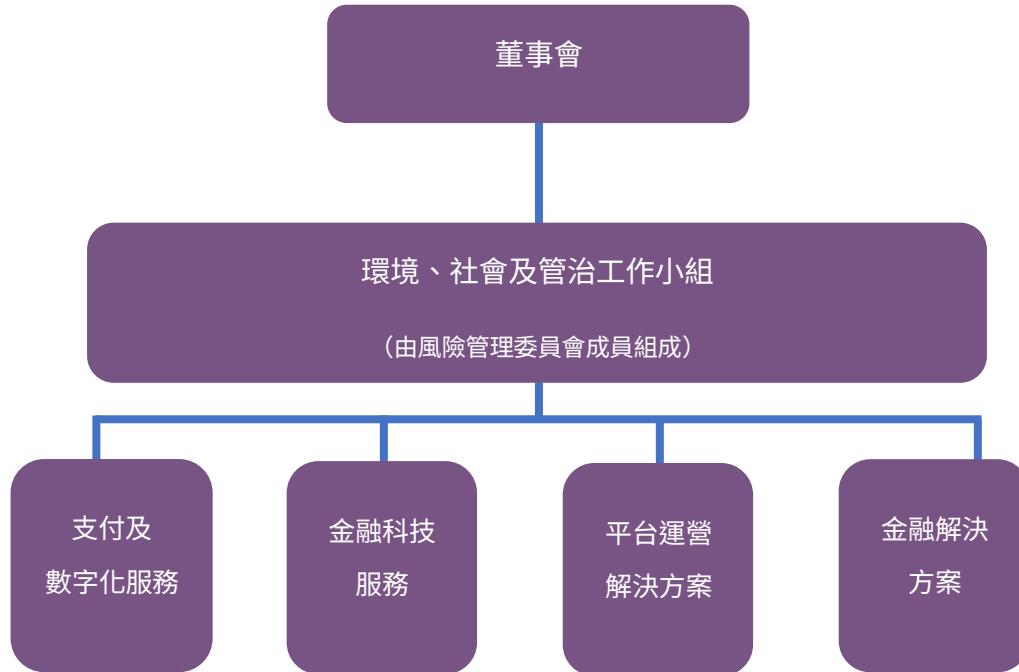 董事會
環境、社會及管治工作小組
（由風險管理委員會成員組成）
支付及
數字化服務
金融科技
服務
平台運營
解決方案
金融解決
方案